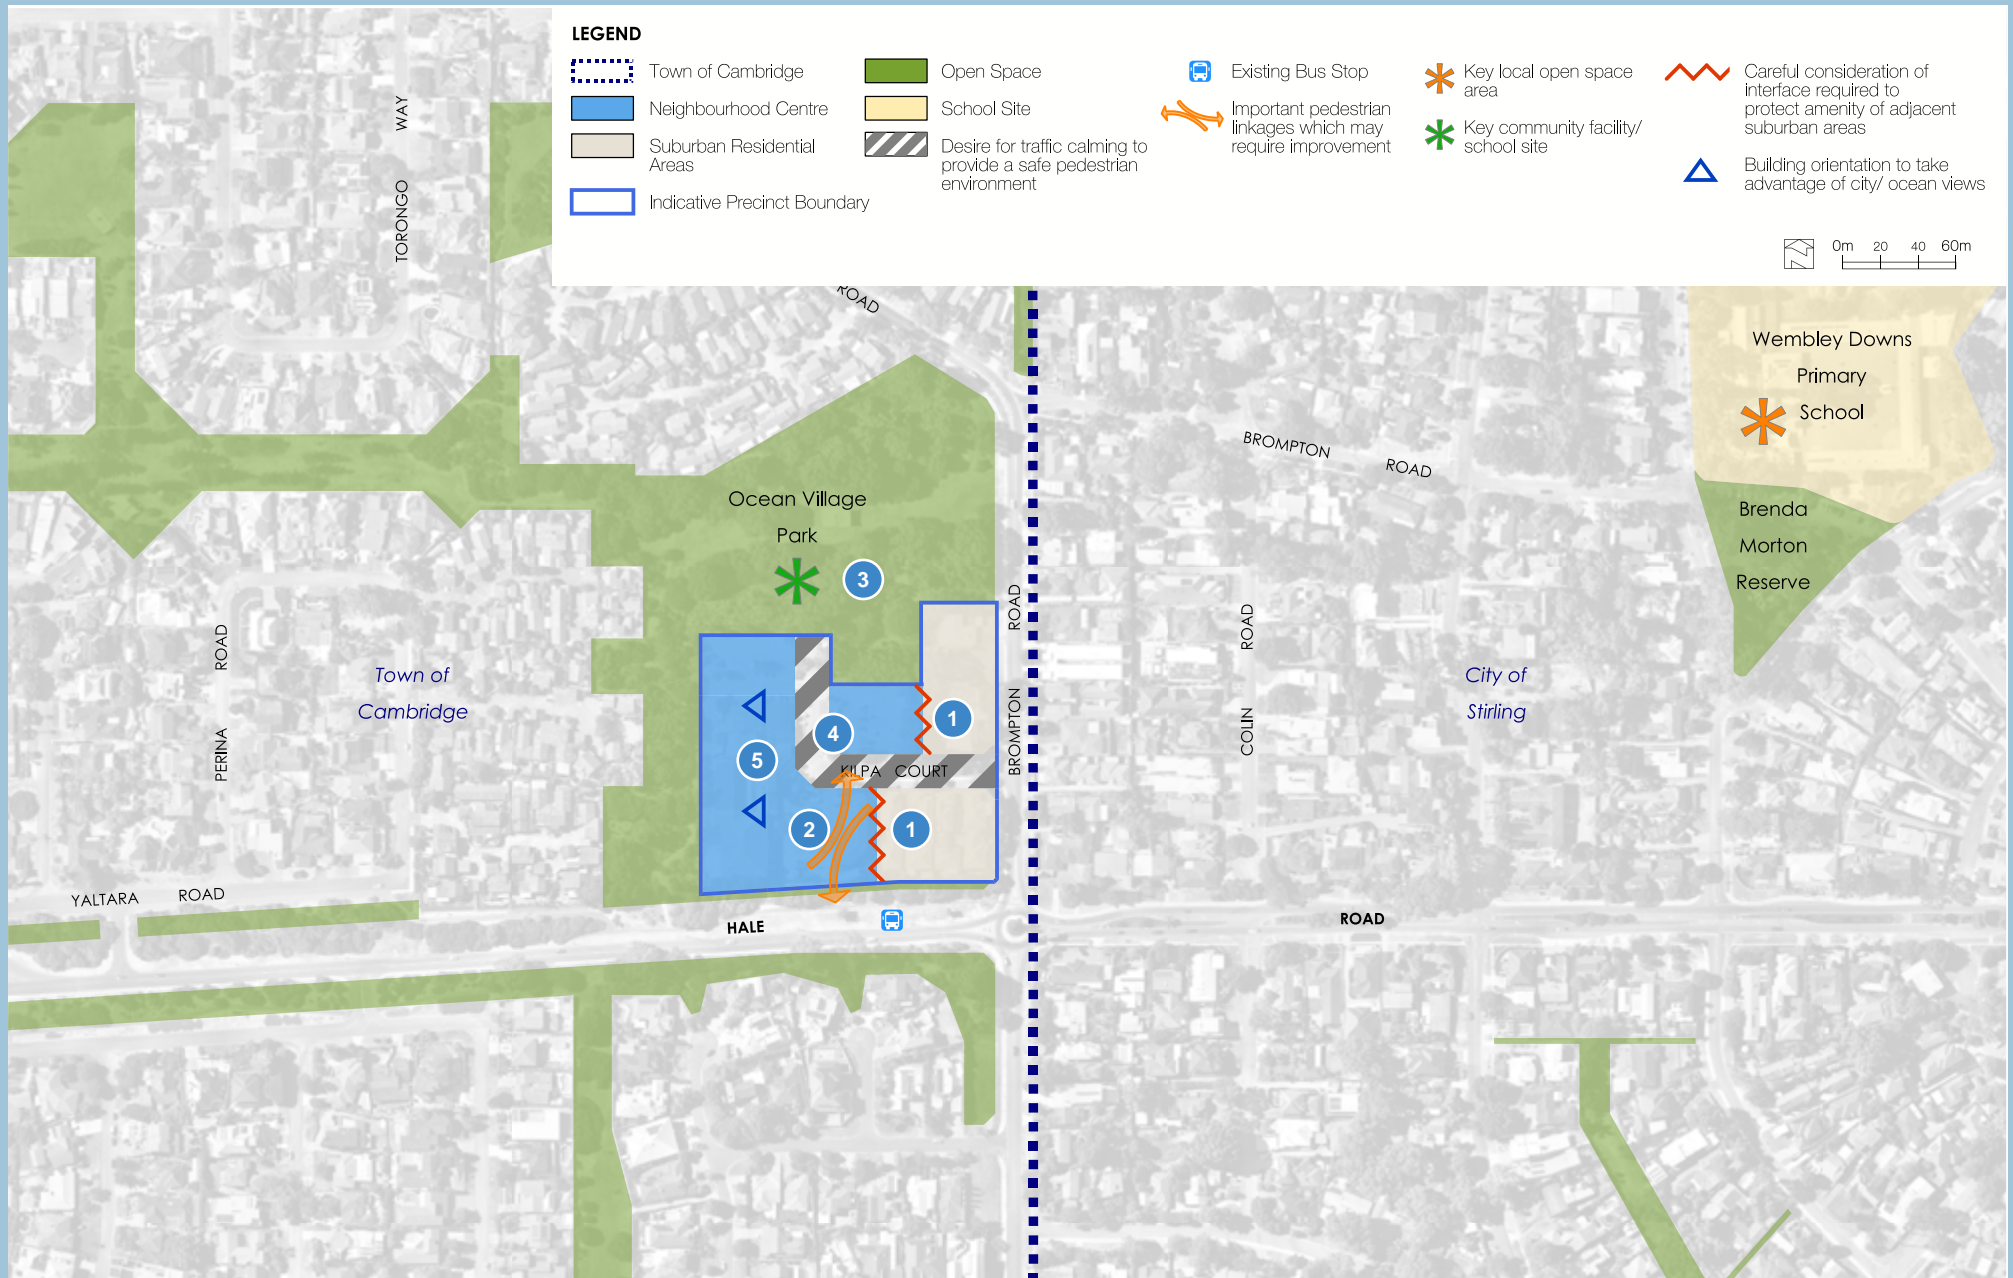 LEGEND
Town of Cambridge
Neighbourhood Centre
Suburban Residential
Areas
Indicative Precinct Boundary
Open Space
School Site
Desire for traffic calming to
provide a safe pedestrian
environment
Existing Bus Stop
Important pedestrian
linkages which may
require improvement
Key local open space
area
Key community facility/
school site
Careful consideration of
interface required to
protect amenity of adjacent
suburban areas
Building orientation to take
advantage of city/ ocean views
0m 20 40 60m
TORONGO WAY
ROAD
Wembley Downs
Primary
School
BROMPTON ROAD
Ocean Village
Park
3
Brenda
Morton
Reserve
PERINA ROAD
Town of
Cambridge
BROMPTON ROAD
COLIN ROAD
City of
Stirling
1
4
5
KILPA COURT
2
1
YALTARA ROAD
HALE
ROAD